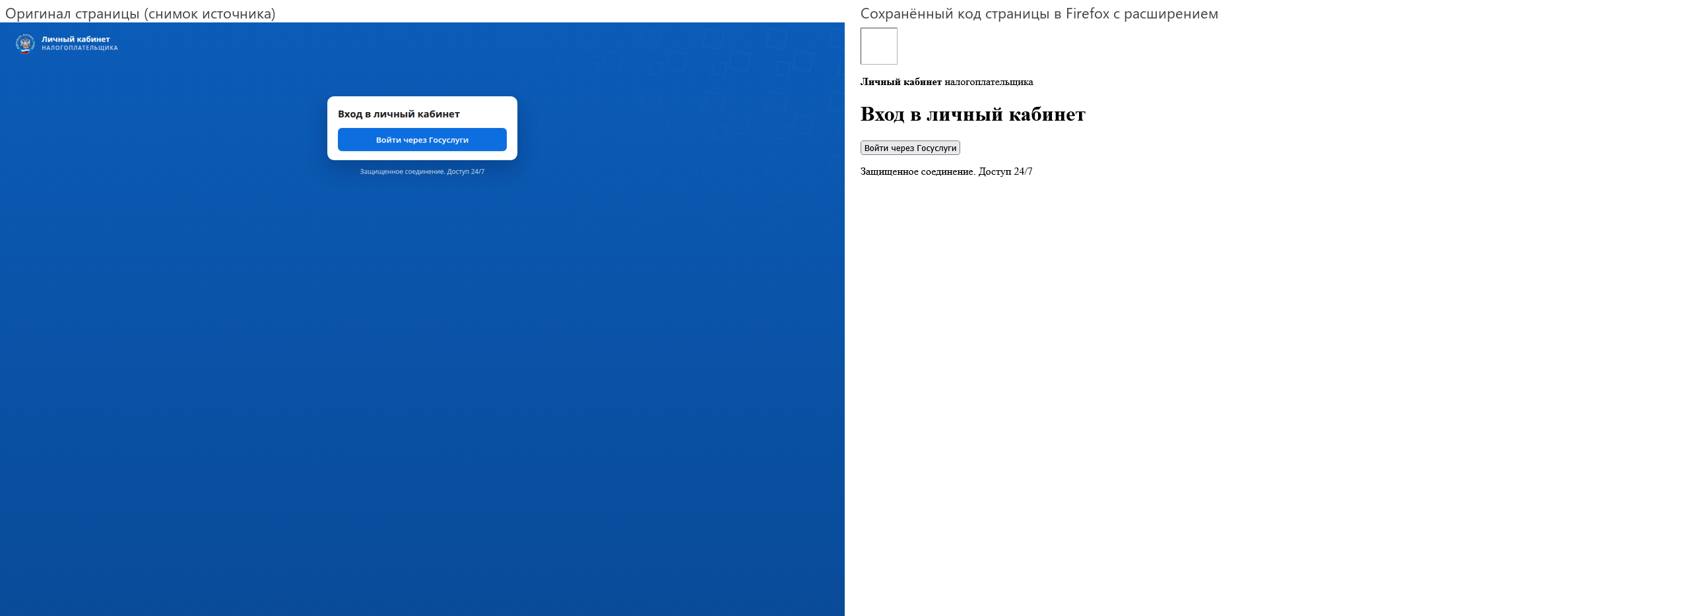 Оригинал страницы (снимок источника)
Личный кабинет
НАЛОГОПЛАТЕЛЬЩИКА
Вход в личный кабинет
Войти через Госуслуги
Защищенное соединение. Доступ 24/7
Сохранённый код страницы в Firefox с расширением
Личный кабинет налогоплательщика
Вход в личный кабинет
Войти через Госуслуги
Защищенное соединение. Доступ 24/7